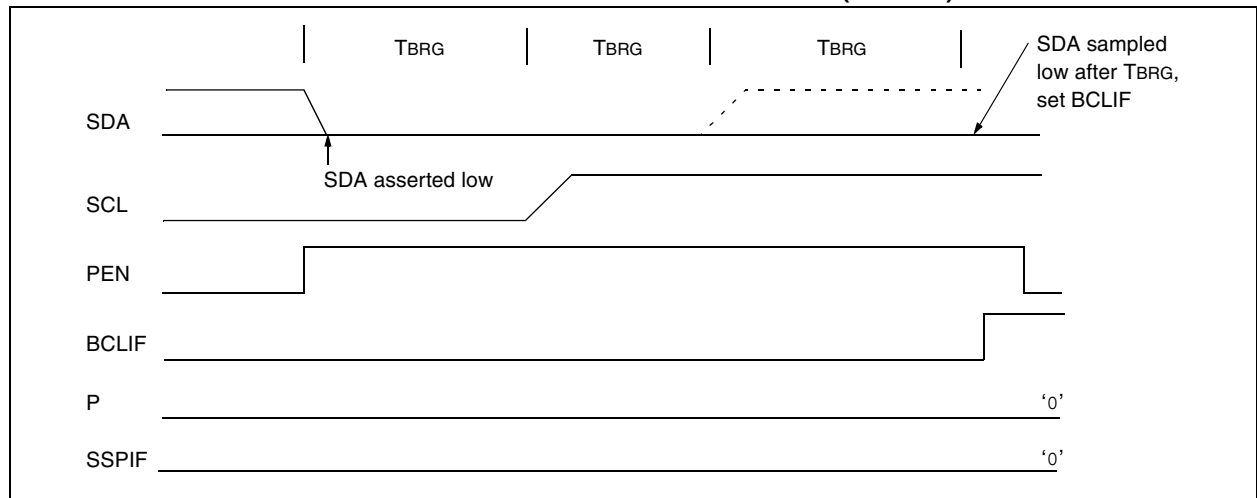 TBRG TBRG TBRG
SDA sampled
low after TBRG,
set BCLIF
SDA
SDA asserted low
SCL
PEN
BCLIF
P '0'
SSPIF '0'